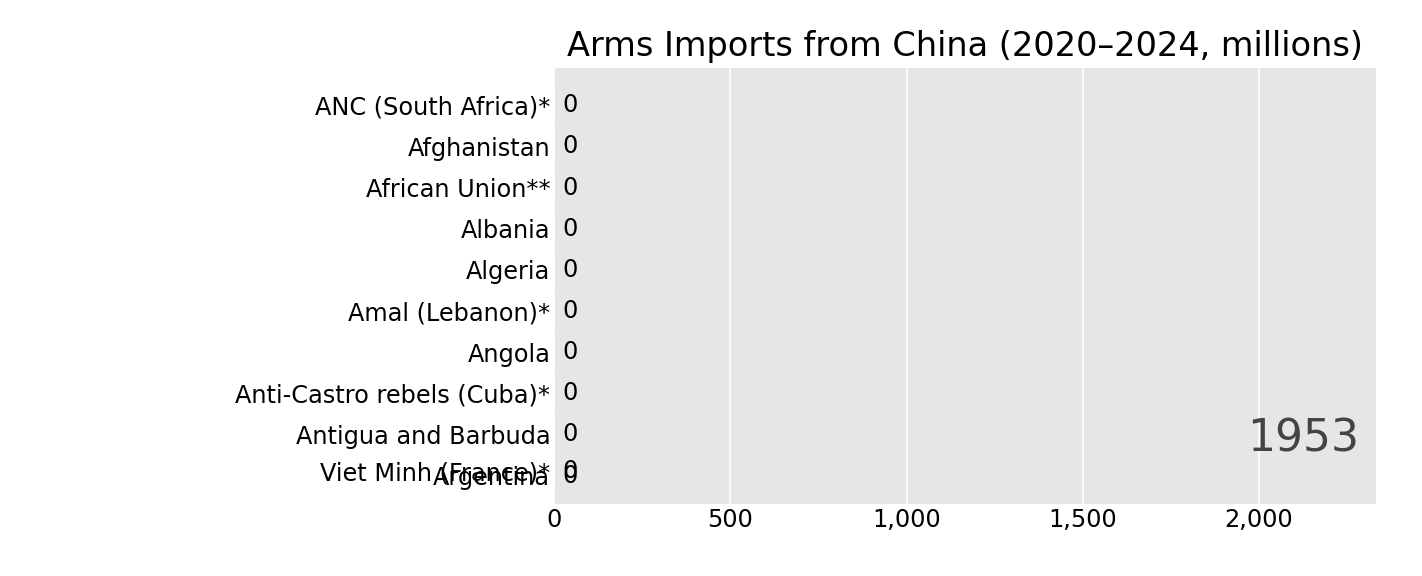 Arms Imports from China (2020–2024, millions)
ANC (South Africa)* 0
Afghanistan 0
African Union** 0
Albania 0
Algeria 0
Amal (Lebanon)* 0
Angola 0
Anti-Castro rebels (Cuba)* 0
Antigua and Barbuda 0
1953
Viet Minh (France)* 0
Argentina 0
0 500 1,000 1,500 2,000